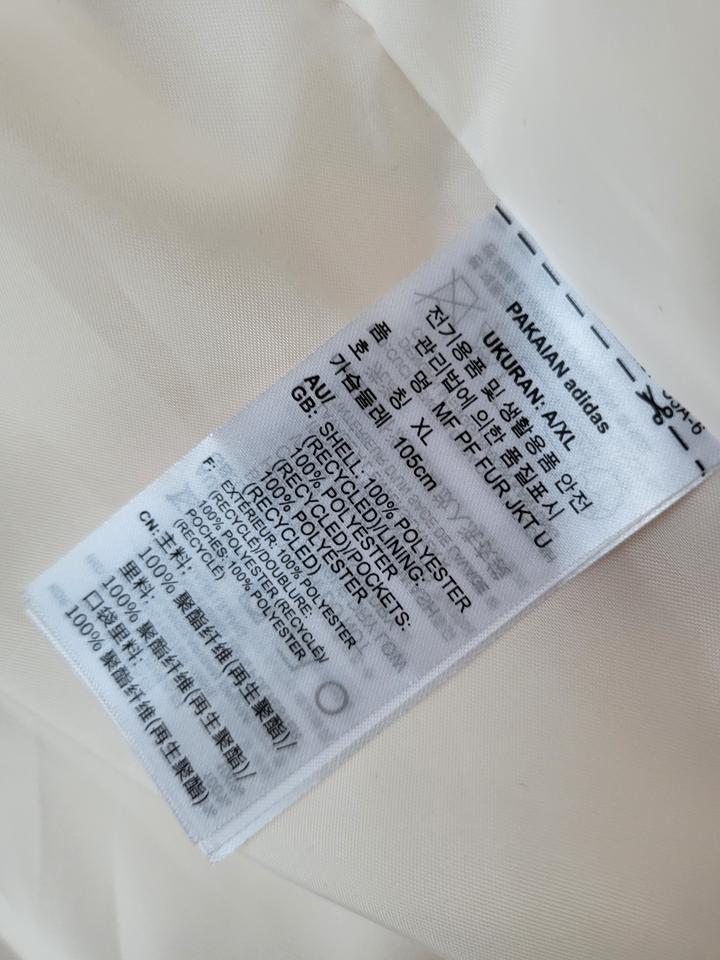 PAKAIAN adidas
UKURAN: A/XL
전기용품 및 생활용품 안전
관리법에 의한 품질표시
품 명 MF PF FUR JKT U
호 칭 XL
가슴둘레 105cm
AU/
GB: SHELL: 100% POLYESTER
(RECYCLED)/LINING:
100% POLYESTER
(RECYCLED)/POCKETS:
100% POLYESTER
(RECYCLED)
F: EXTÉRIEUR: 100% POLYESTER
(RECYCLÉ)/DOUBLURE:
100% POLYESTER (RECYCLÉ)/
POCHES: 100% POLYESTER
(RECYCLÉ)
CN: 主料:
100% 聚酯纤维(再生聚酯)/
里料:
100% 聚酯纤维(再生聚酯)/
口袋里料:
100% 聚酯纤维(再生聚酯)